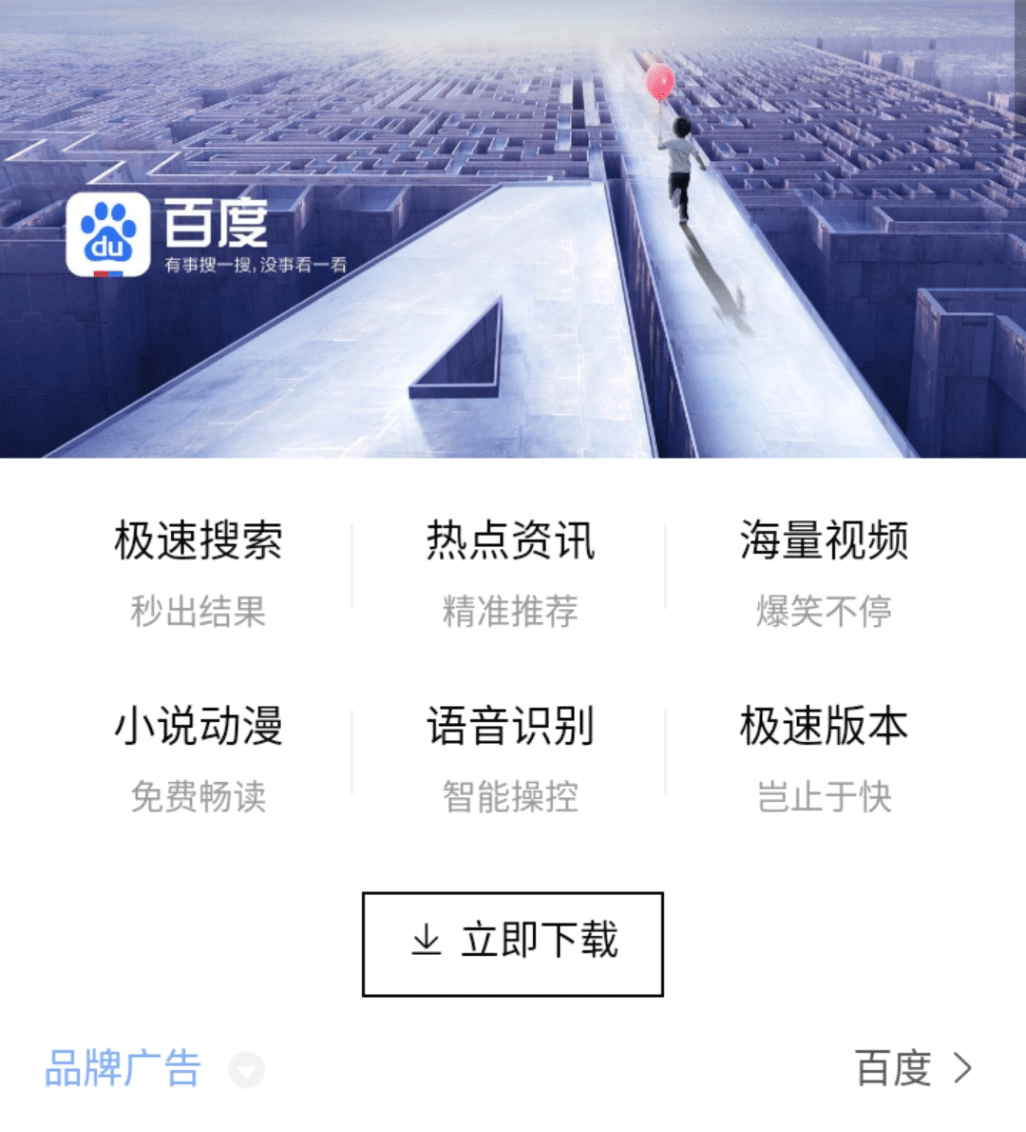 du 百度
有事搜一搜,没事看一看
极速搜索
秒出结果
热点资讯
精准推荐
海量视频
爆笑不停
小说动漫
免费畅读
语音识别
智能操控
极速版本
岂止于快
立即下载
品牌广告
百度